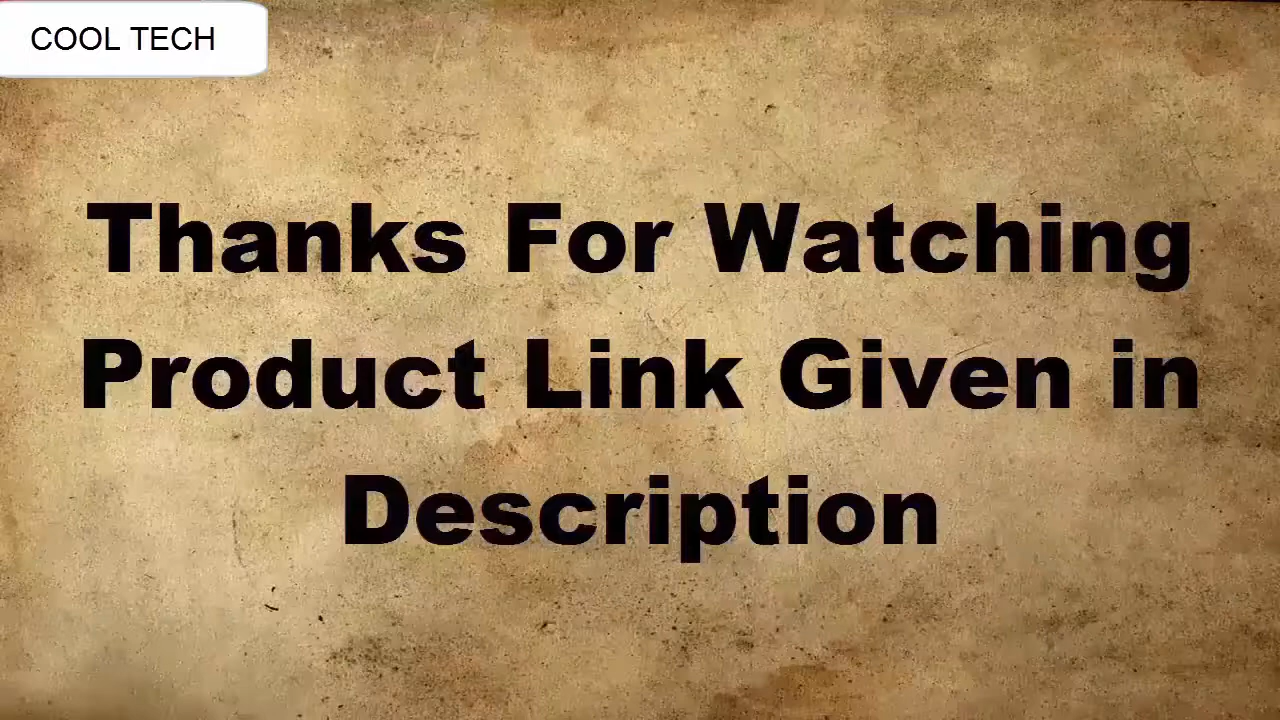 COOL TECH
Thanks For Watching
Product Link Given in
Description